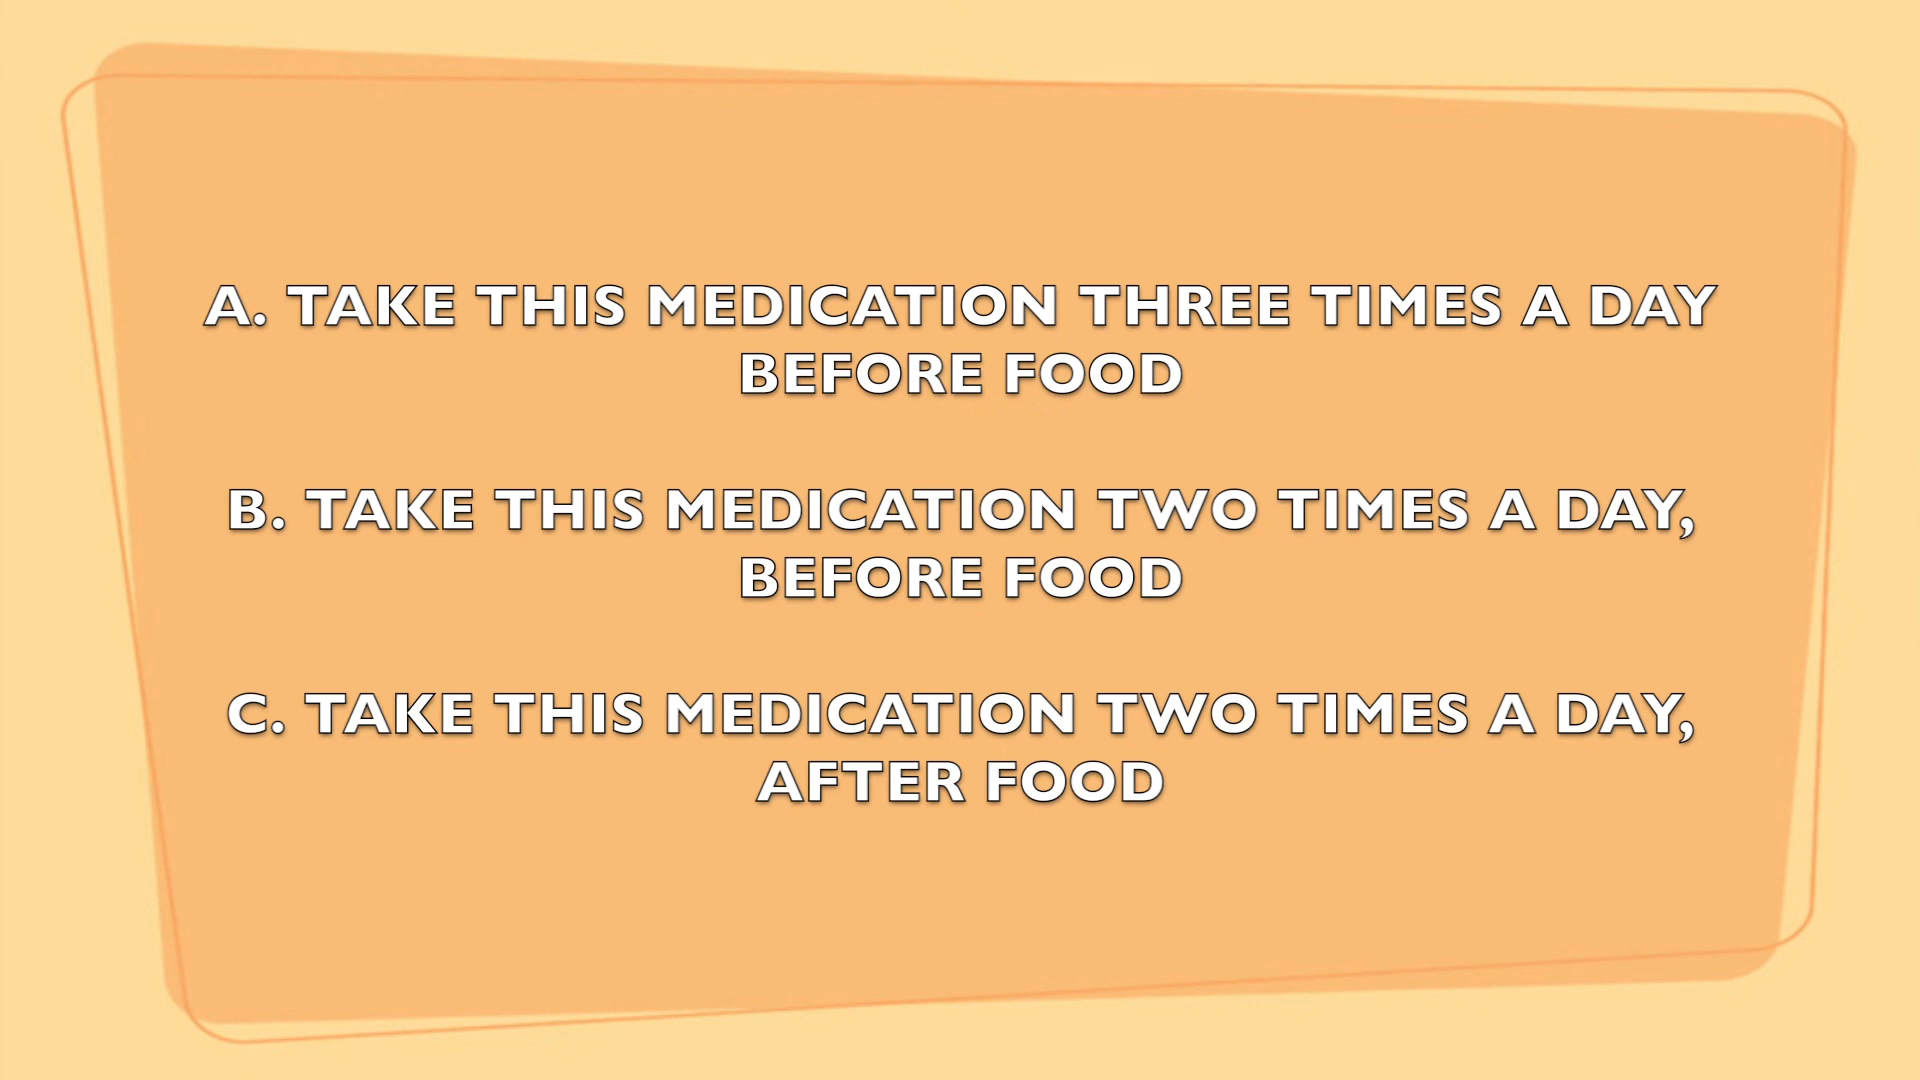 A. TAKE THIS MEDICATION THREE TIMES A DAY
BEFORE FOOD
B. TAKE THIS MEDICATION TWO TIMES A DAY,
BEFORE FOOD
C. TAKE THIS MEDICATION TWO TIMES A DAY,
AFTER FOOD